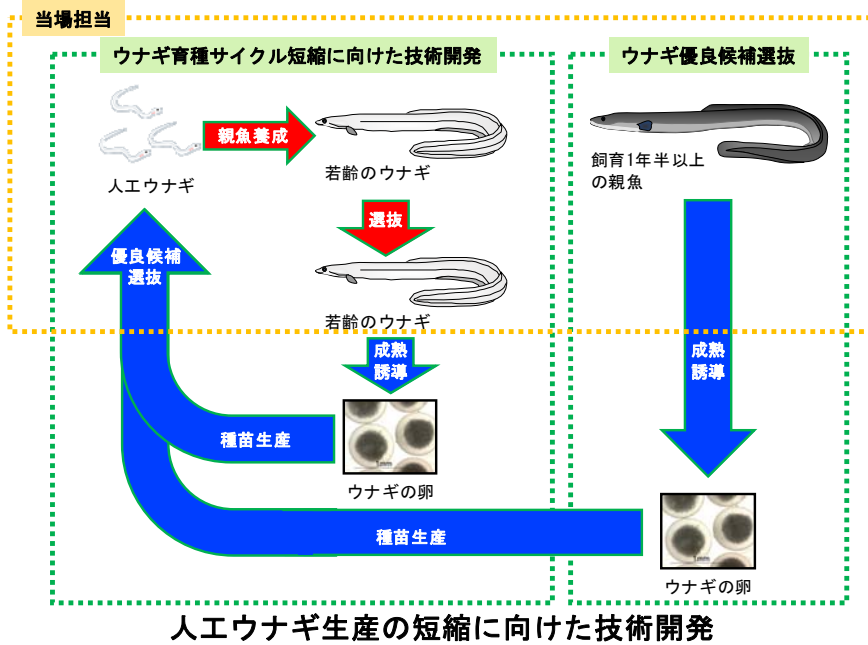 当場担当
ウナギ育種サイクル短縮に向けた技術開発
ウナギ優良候補選抜
人工ウナギ
親魚養成
若齢のウナギ
選抜
若齢のウナギ
優良候補
選抜
成熟
誘導
ウナギの卵
種苗生産
飼育1年半以上
の親魚
成熟
誘導
ウナギの卵
種苗生産
人工ウナギ生産の短縮に向けた技術開発